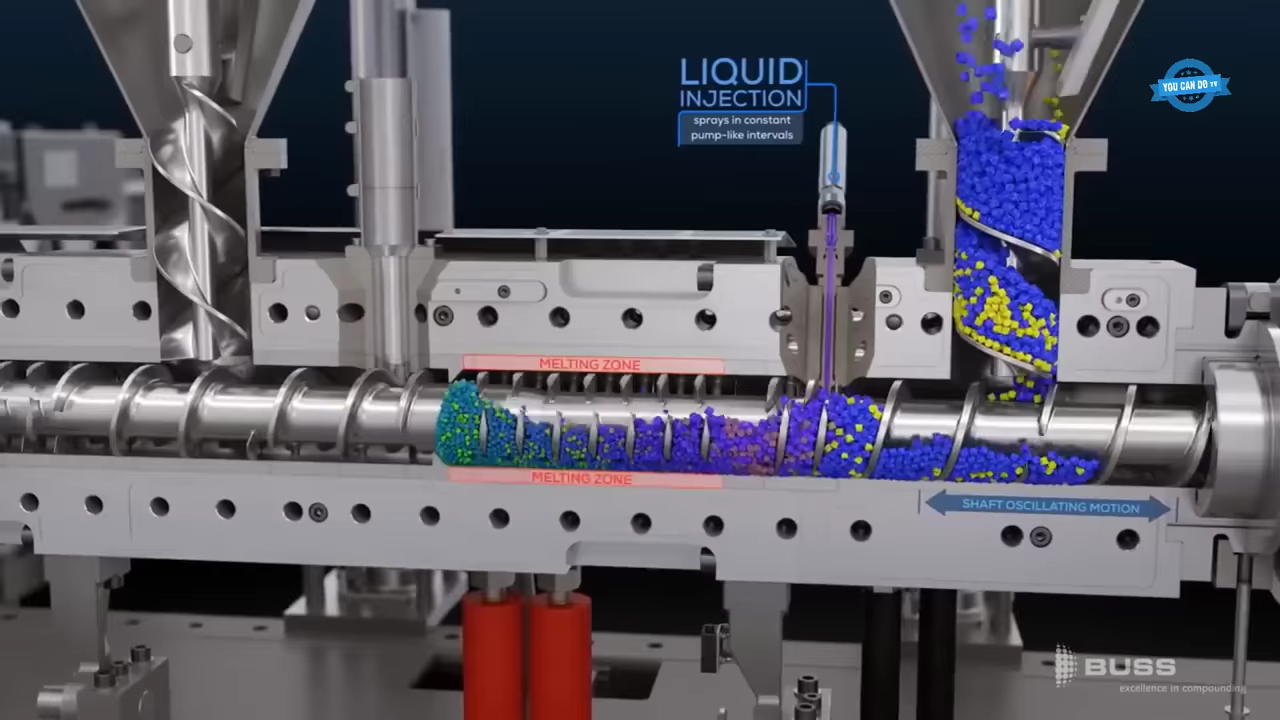 LIQUID
INJECTION
sprays in constant
pump-like intervals
YOU CAN DO TV
MELTING ZONE
MELTING ZONE
SHAFT OSCILLATING MOTION
BUSS
excellence in compounding